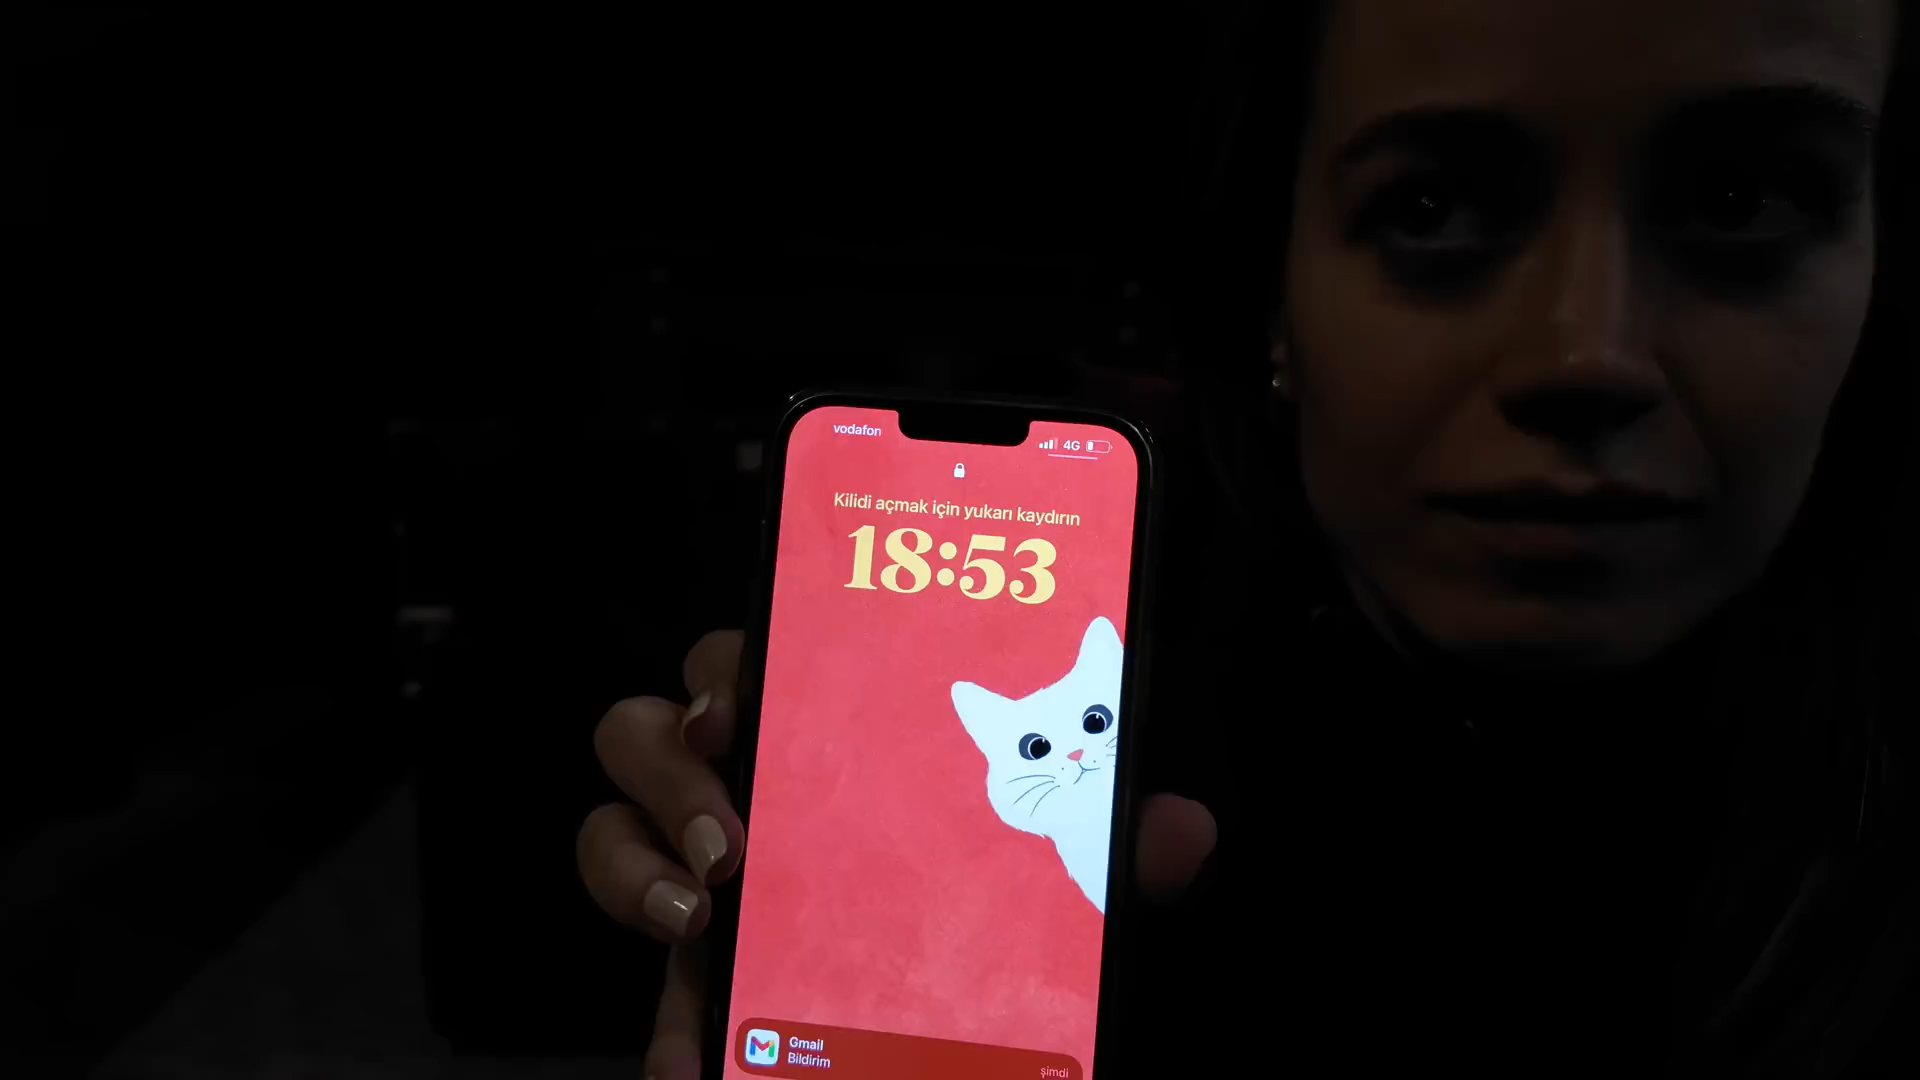 vodafon
4G
Kilidi açmak için yukarı kaydırın
18:53
Gmail
Bildirim
şimdi